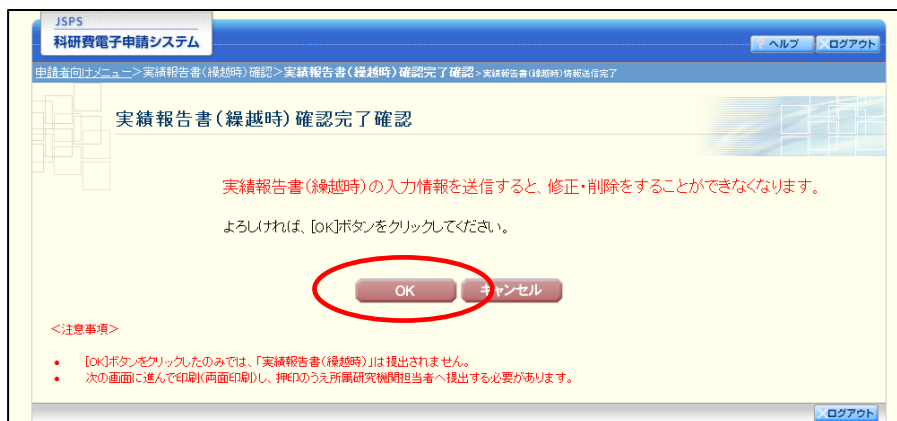 JSPS
科研費電子申請システム
? ヘルプ ログアウト
申請者向けメニュー>実績報告書(繰越時)確認>実績報告書(繰越時)確認完了確認>実績報告書(繰越時)情報送信完了
実績報告書(繰越時)確認完了確認
実績報告書(繰越時)の入力情報を送信すると、修正・削除をすることができなくなります。
よろしければ、[OK]ボタンをクリックしてください。
OK キャンセル
<注意事項>
• [OK]ボタンをクリックしたのみでは、「実績報告書(繰越時)」は提出されません。
• 次の画面に進んで印刷(両面印刷)し、押印のうえ所属研究機関担当者へ提出する必要があります。
ログアウト